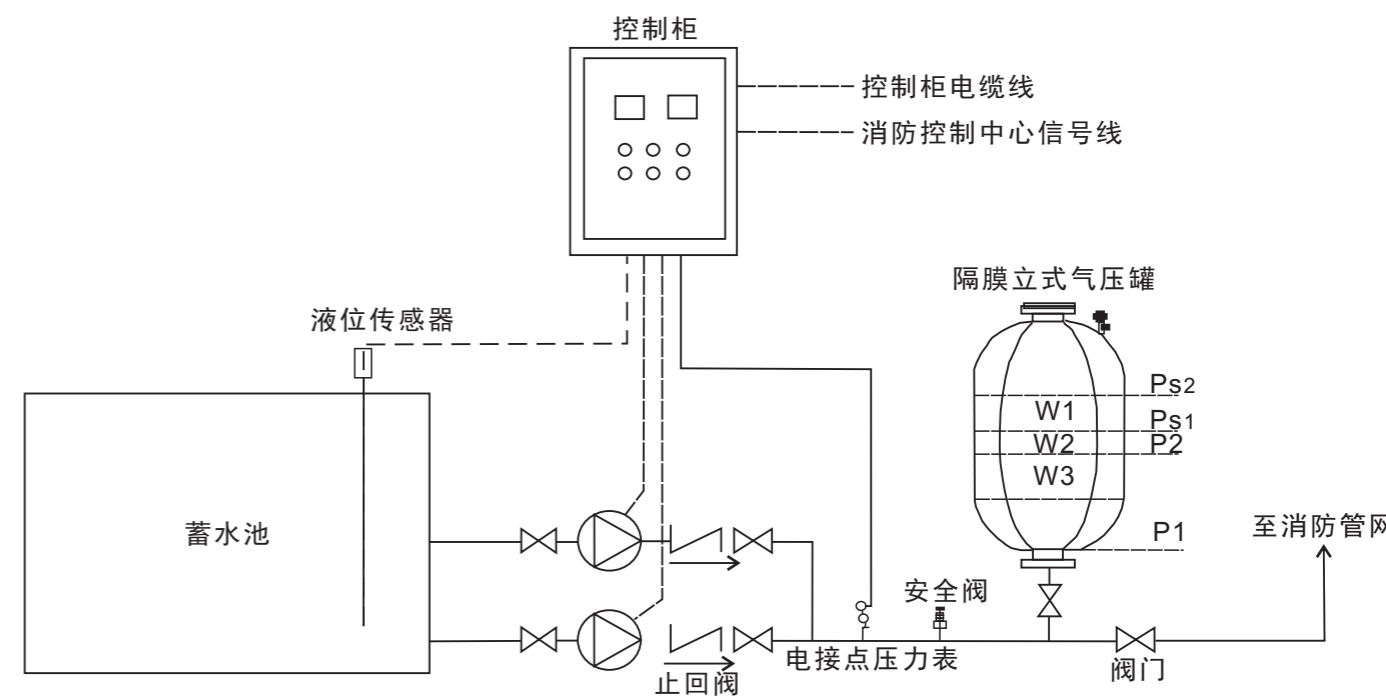 控制柜
控制柜电缆线
消防控制中心信号线
隔膜立式气压罐
液位传感器
Ps2
W1
Ps1
W2
P2
W3
蓄水池
P1
至消防管网
安全阀
电接点压力表
阀门
止回阀